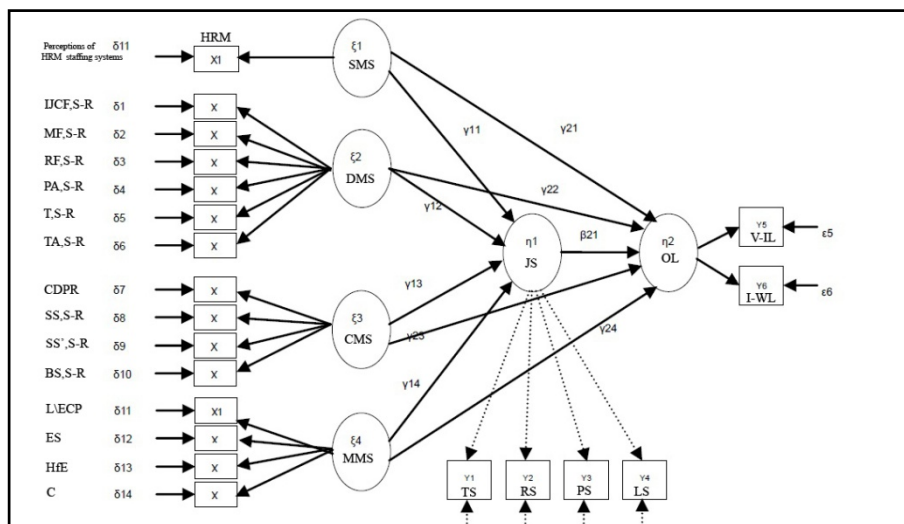 Perceptions of HRM staffing systems δ11 HRM X1
ξ1 SMS
IJCF,S-R δ1 X
MF,S-R δ2 X
RF,S-R δ3 X
PA,S-R δ4 X
T,S-R δ5 X
TA,S-R δ6 X
ξ2 DMS
γ11
γ21
γ22
γ12
CDPR δ7 X
SS,S-R δ8 X
SS`,S-R δ9 X
BS,S-R δ10 X
ξ3 CMS
γ13
γ23
η1 JS
β21
η2 OL
Y5 V-IL ε5
Y6 I-WL ε6
L\ECP δ11 X1
ES δ12 X
HfE δ13 X
C δ14 X
ξ4 MMS
γ14
γ24
Y1 Y2 Y3 Y4
TS RS PS LS